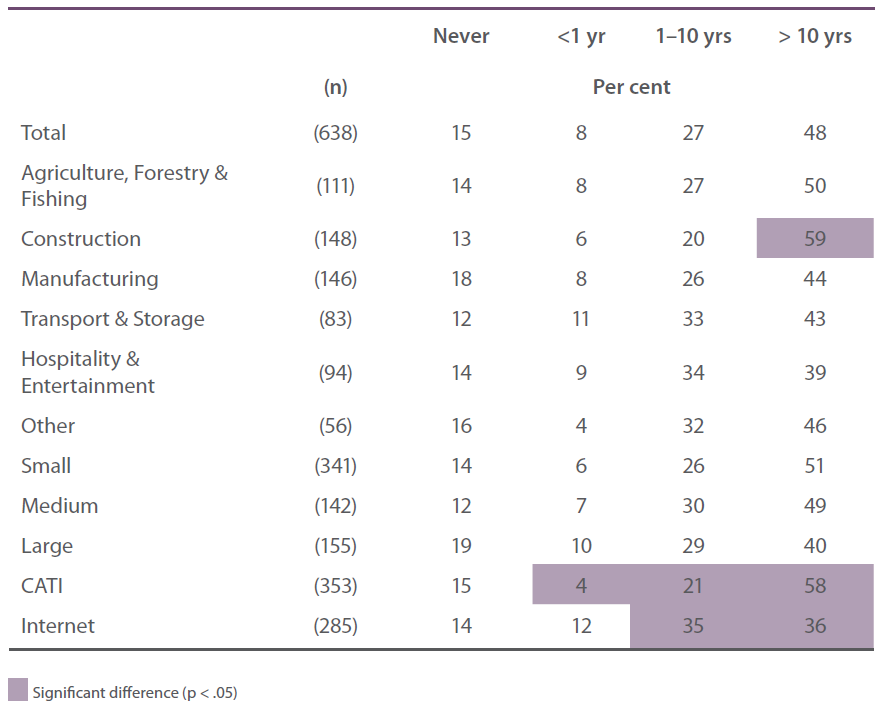 Never <1 yr 1–10 yrs > 10 yrs
(n) Per cent
Total (638) 15 8 27 48
Agriculture, Forestry &
Fishing (111) 14 8 27 50
Construction (148) 13 6 20 59
Manufacturing (146) 18 8 26 44
Transport & Storage (83) 12 11 33 43
Hospitality &
Entertainment (94) 14 9 34 39
Other (56) 16 4 32 46
Small (341) 14 6 26 51
Medium (142) 12 7 30 49
Large (155) 19 10 29 40
CATI (353) 15 4 21 58
Internet (285) 14 12 35 36
Significant difference (p < .05)